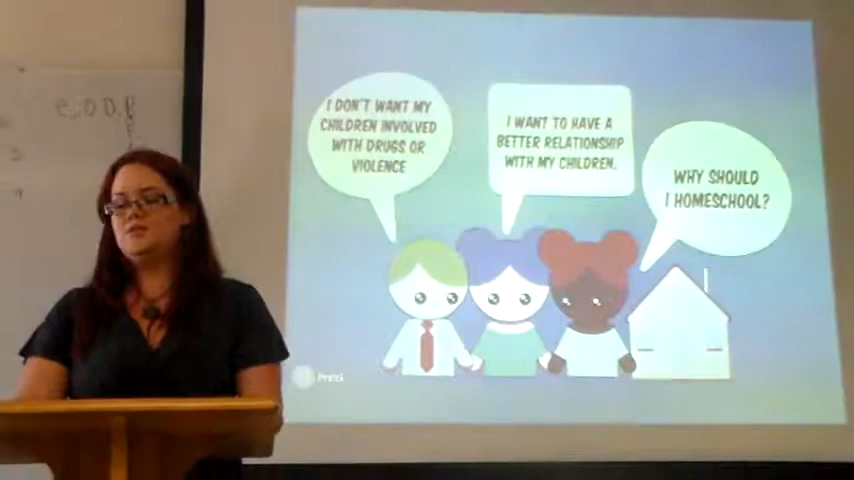 I DON'T WANT MY
CHILDREN INVOLVED
WITH DRUGS OR
VIOLENCE
I WANT TO HAVE A
BETTER RELATIONSHIP
WITH MY CHILDREN.
WHY SHOULD
I HOMESCHOOL?
Prezi